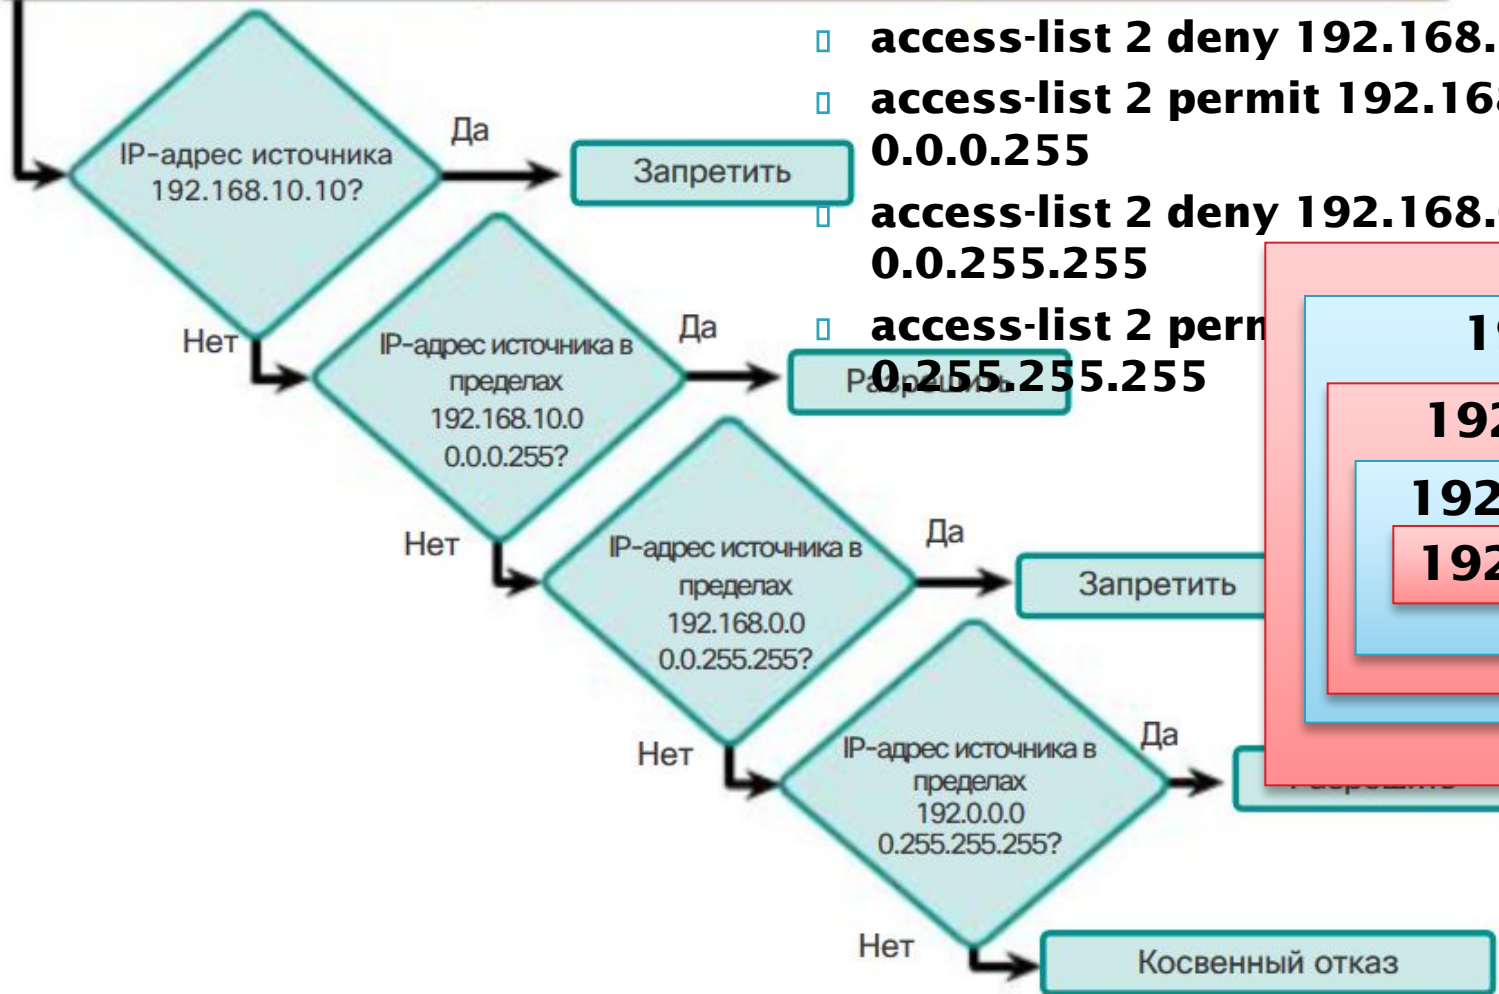 access-list 2 deny 192.168.
access-list 2 permit 192.168
0.0.0.255
access-list 2 deny 192.168.
0.0.255.255
access-list 2 perm
0.255.255.255
IP-адрес источника
192.168.10.10?
Да
Запретить
Нет
IP-адрес источника в
пределах
192.168.10.0
0.0.0.255?
Да
Разрешить
Нет
IP-адрес источника в
пределах
192.168.0.0
0.0.255.255?
Да
Запретить
Нет
IP-адрес источника в
пределах
192.0.0.0
0.255.255.255?
Да
Нет
Косвенный отказ
19
192
192
192